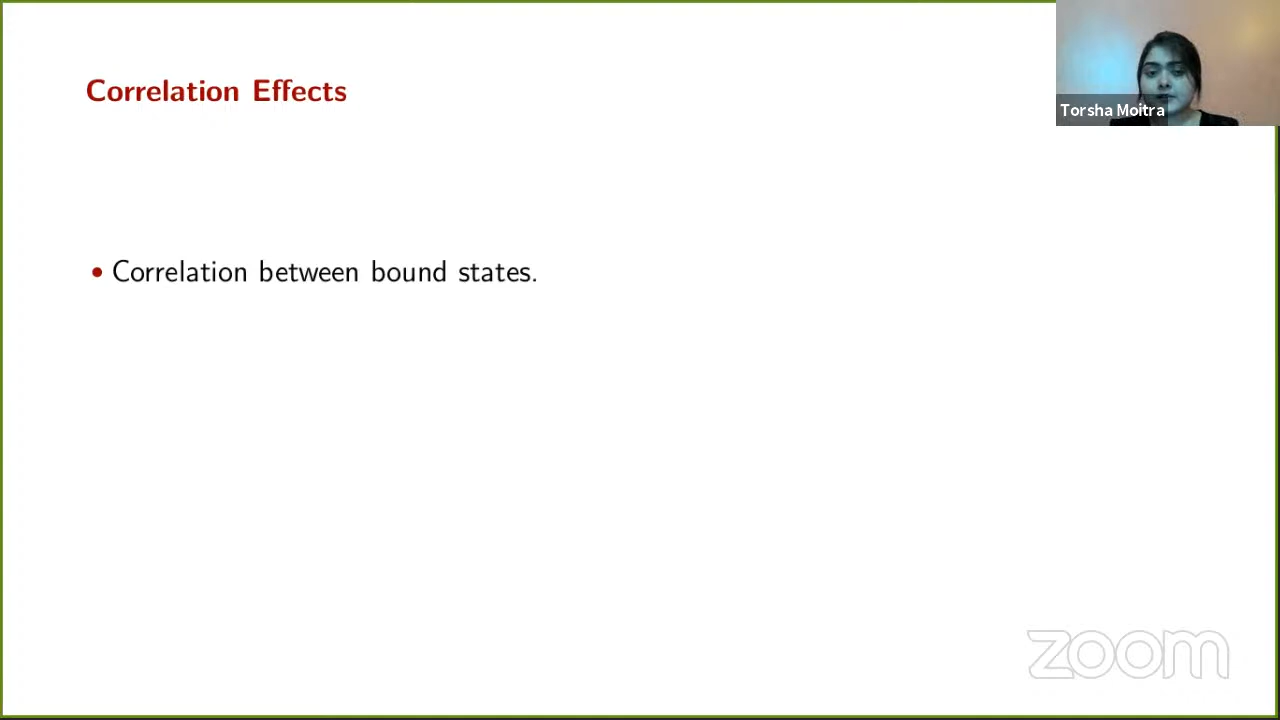 Correlation Effects
Torsha Moitra
• Correlation between bound states.
zoom